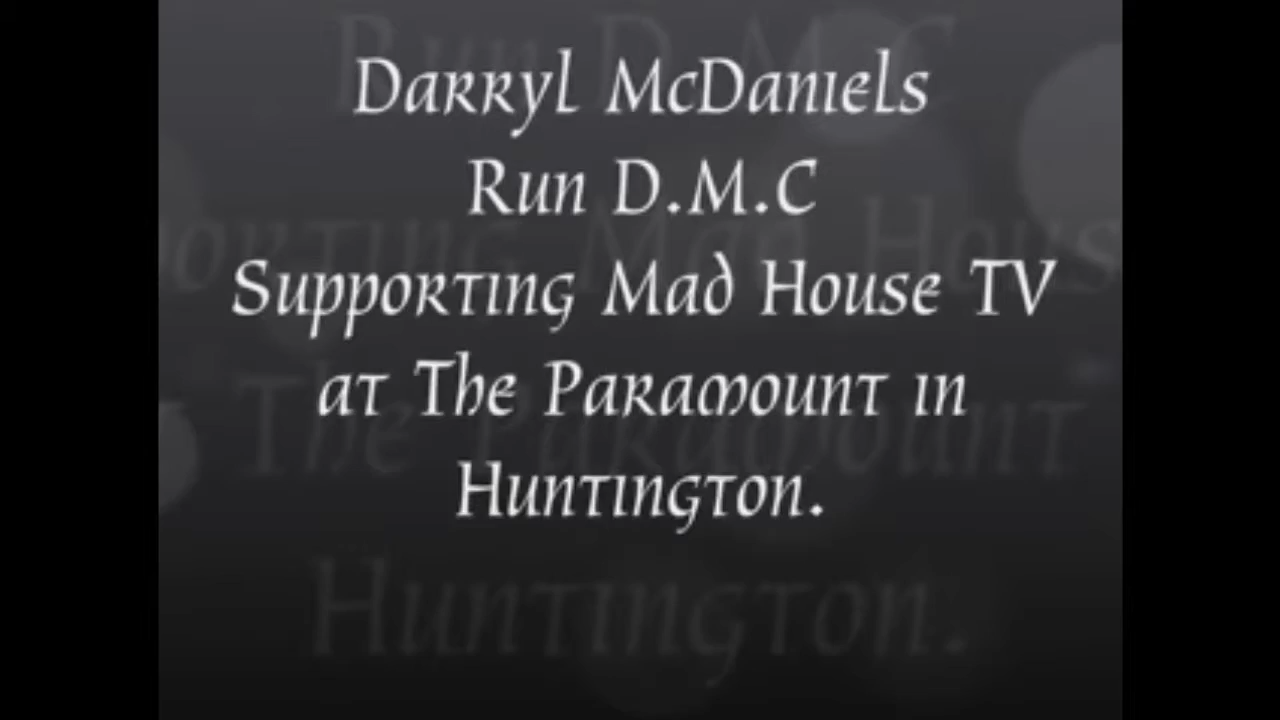 Darryl McDaniels
Run D.M.C
Supporting Mad House TV
at The Paramount in
Huntington.